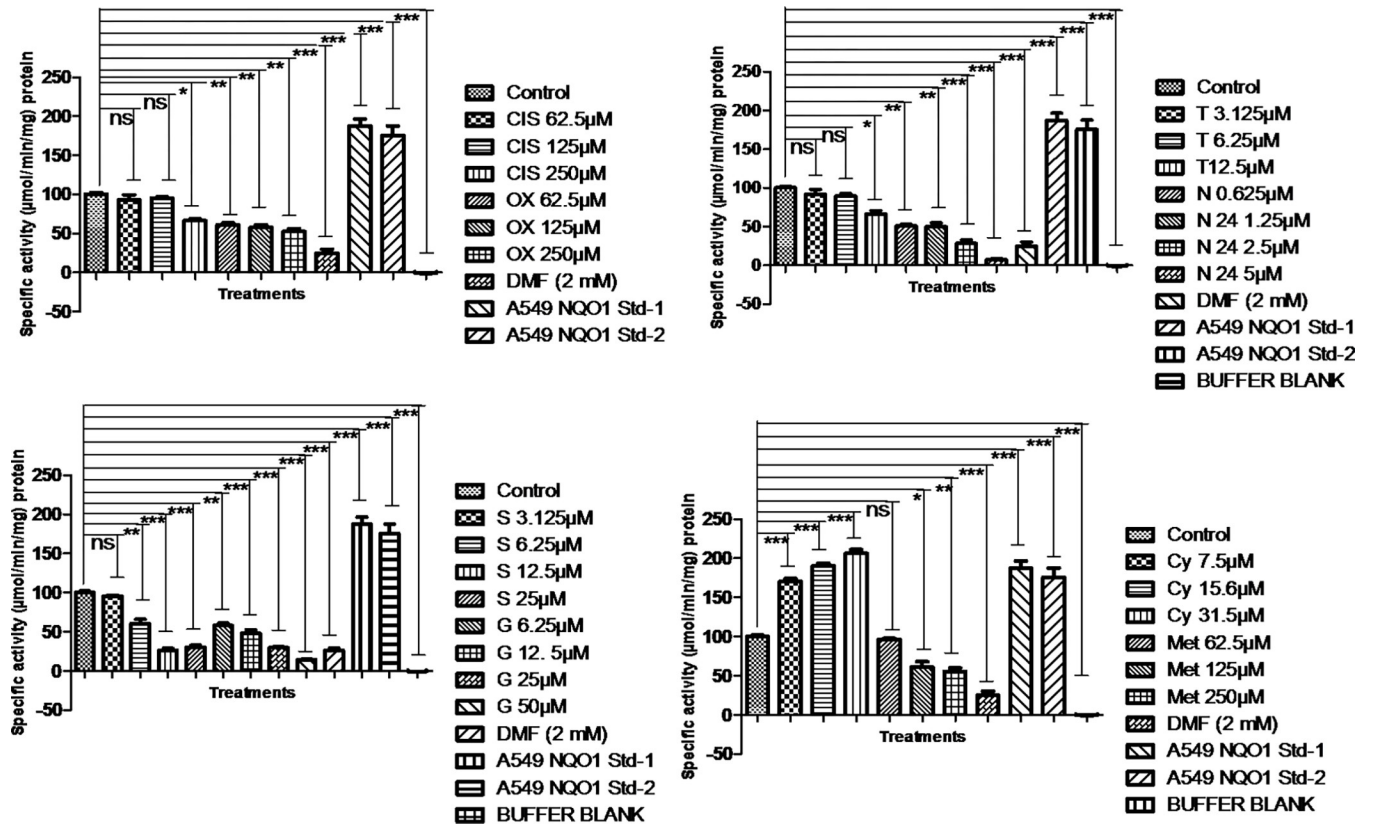 ***
***
***
***
***
**
**
*
ns
ns
Specific activity (µmol/min/mg) protein
250
200
150
100
50
0
-50
Treatments
Control
CIS 62.5µM
CIS 125µM
CIS 250µM
OX 62.5µM
OX 125µM
OX 250µM
DMF (2 mM)
A549 NQO1 Std-1
A549 NQO1 Std-2
***
***
***
***
***
***
**
**
*
ns
ns
Specific activity (µmol/min/mg) protein
250
200
150
100
50
0
-50
Treatments
Control
T 3.125µM
T 6.25µM
T12.5µM
N 0.625µM
N 24 1.25µM
N 24 2.5µM
N 24 5µM
DMF (2 mM)
A549 NQO1 Std-1
A549 NQO1 Std-2
BUFFER BLANK
***
***
***
***
***
***
***
**
***
***
**
ns
Specific activity (µmol/min/mg) protein
250
200
150
100
50
0
-50
Treatments
Control
S 3.125µM
S 6.25µM
S 12.5µM
S 25µM
G 6.25µM
G 12. 5µM
G 25µM
G 50µM
DMF (2 mM)
A549 NQO1 Std-1
A549 NQO1 Std-2
BUFFER BLANK
***
***
***
***
**
*
ns
***
***
***
Specific activity (µmol/min/mg) protein
250
200
150
100
50
0
-50
Treatments
Control
Cy 7.5µM
Cy 15.6µM
Cy 31.5µM
Met 62.5µM
Met 125µM
Met 250µM
DMF (2 mM)
A549 NQO1 Std-1
A549 NQO1 Std-2
BUFFER BLANK